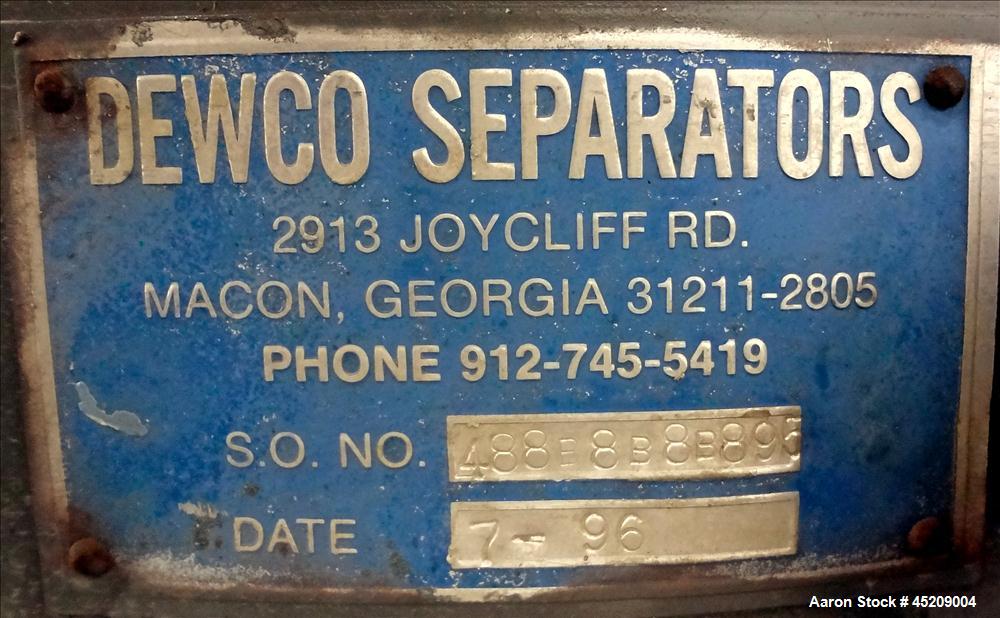 DEWCO SEPARATORS
2913 JOYCLIFF RD.
MACON, GEORGIA 31211-2805
PHONE 912-745-5419
S.O. NO.
DATE 7-96
Aaron Stock # 45209004